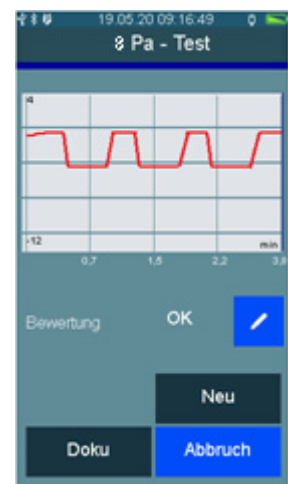 19.05.20 09:16:49
8 Pa - Test
4
-12
min
0,7 1,5 2,2 3,0
Bewertung OK
Neu
Doku Abbruch